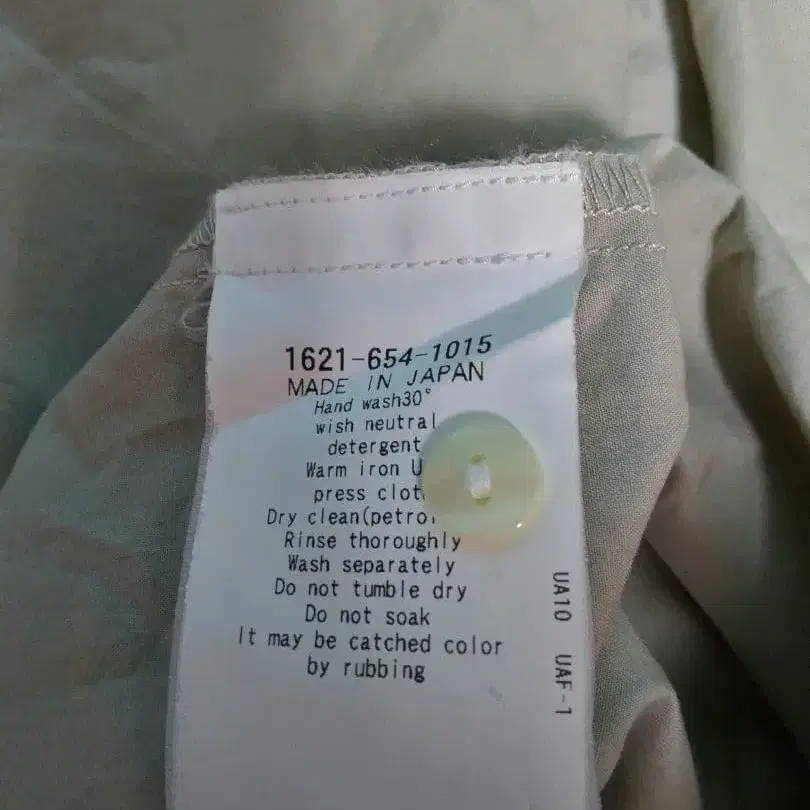 1621-654-1015
MADE IN JAPAN
Hand wash30°
wish neutral
detergent
Warm iron
press
Dry clean(petro
Rinse thoroughly
Wash separately
Do not tumble dry
Do not soak
It may be catched color
by rubbing
UA10 UAF-1